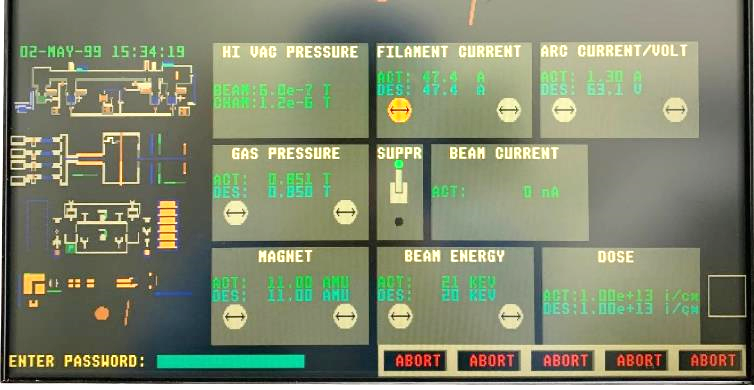 02-MAY-99 15:34:19
HI VAC PRESSURE
BEAM:6.0e-7 T
CHAM:1.2e-6 T
FILAMENT CURRENT
ACT: 47.4 A
DES: 47.4 A
ARC CURRENT/VOLT
ACT: 1.30 A
DES: 63.1 V
GAS PRESSURE
ACT: 0.851 T
DES: 0.850 T
SUPPR
BEAM CURRENT
ACT: 0 nA
MAGNET
ACT: 11.00 AMU
DES: 11.00 AMU
BEAM ENERGY
ACT: 21 KEV
DES: 20 KEV
DOSE
ACT:1.00e+13 i/cm
DES:1.00e+13 i/cm
ENTER PASSWORD:
ABORT ABORT ABORT ABORT ABORT